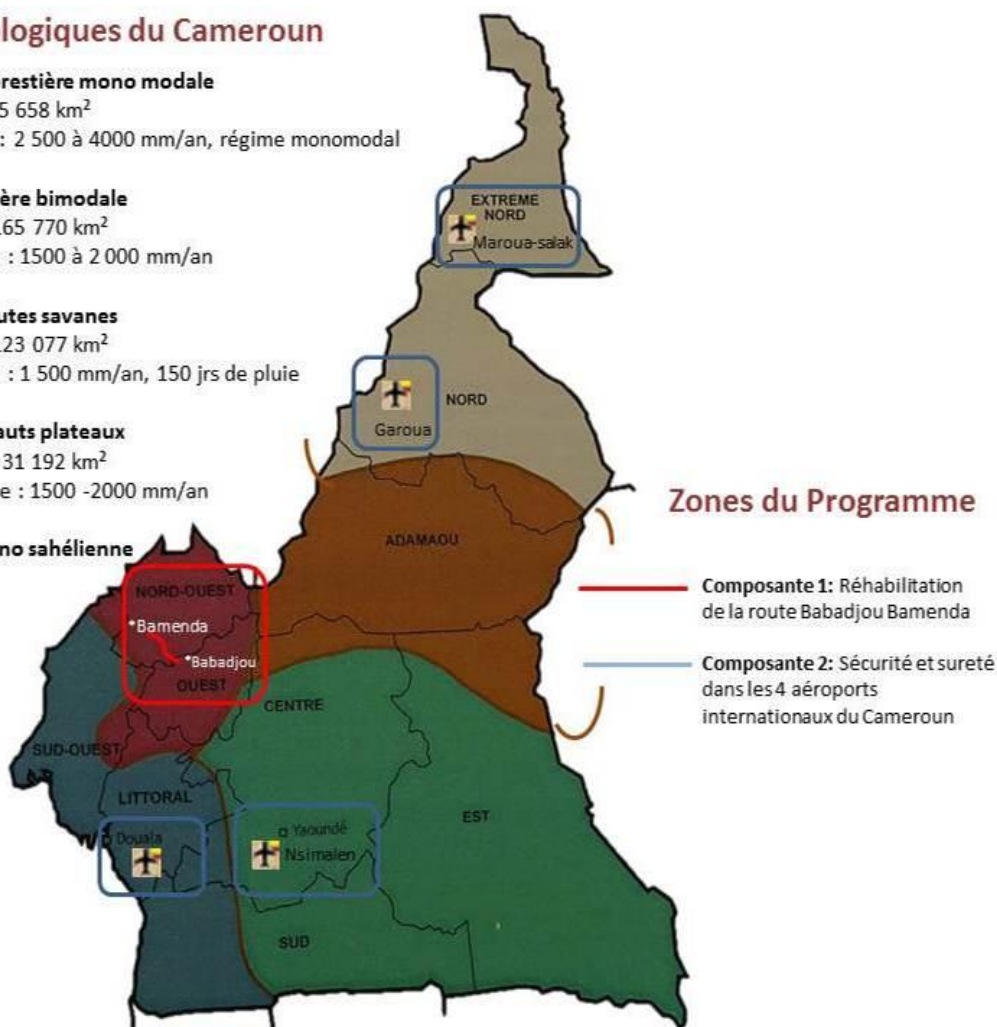 logiques du Cameroun
restière mono modale
5 658 km²
: 2 500 à 4000 mm/an, régime monomodal
ère bimodale
165 770 km²
: 1500 à 2 000 mm/an
utes savanes
123 077 km²
: 1 500 mm/an, 150 jrs de pluie
auts plateaux
31 192 km²
e : 1500 -2000 mm/an
no sahélienne
EXTREME
NORD
Maroua-salak
NORD
Garoua
ADAMAOU
NORD-OUEST
*Bamenda
*Babadjou
OUEST
CENTRE
SUD-OUEST
LITTORAL
EST
Douala
Yaoundé
Nsimalen
SUD
Zones du Programme
Composante 1: Réhabilitation
de la route Babadjou Bamenda
Composante 2: Sécurité et sureté
dans les 4 aéroports
internationaux du Cameroun